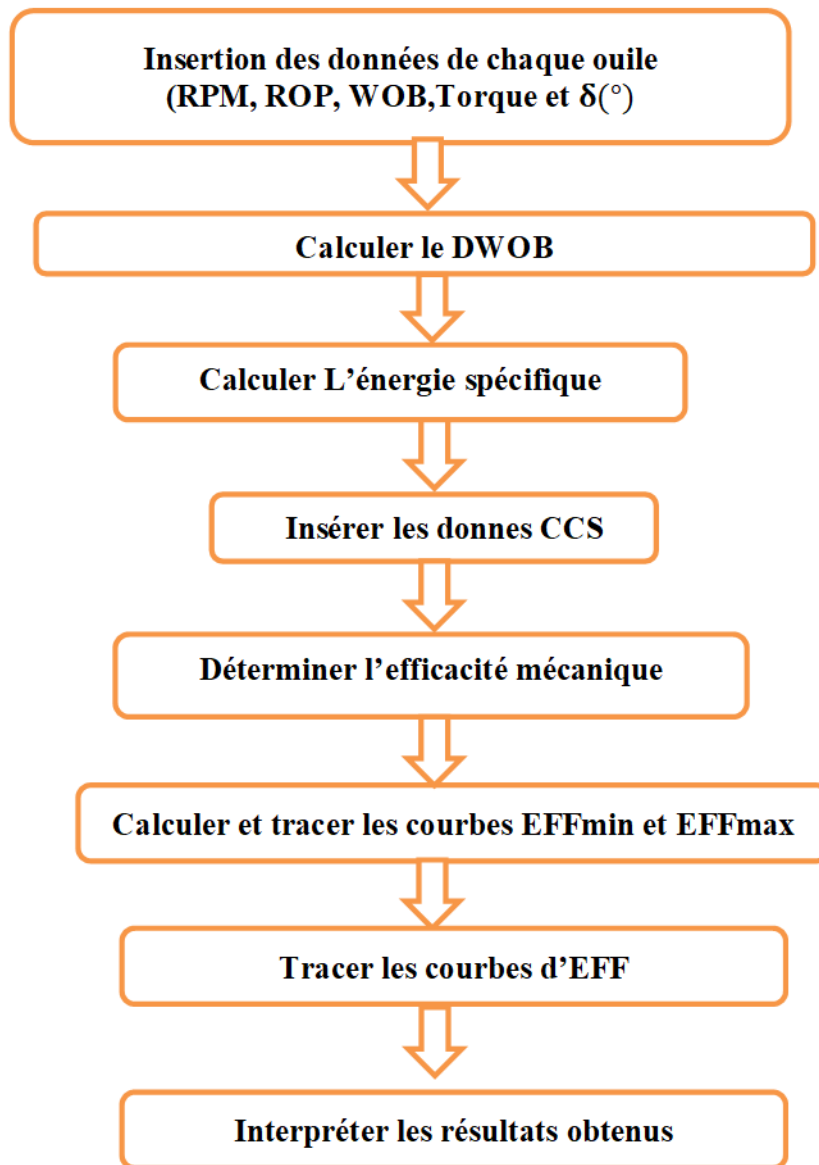 Insertion des données de chaque ouile
(RPM, ROP, WOB,Torque et δ(°)
Calculer le DWOB
Calculer L’énergie spécifique
Insérer les donnes CCS
Déterminer l’efficacité mécanique
Calculer et tracer les courbes EFFmin et EFFmax
Tracer les courbes d’EFF
Interpréter les résultats obtenus